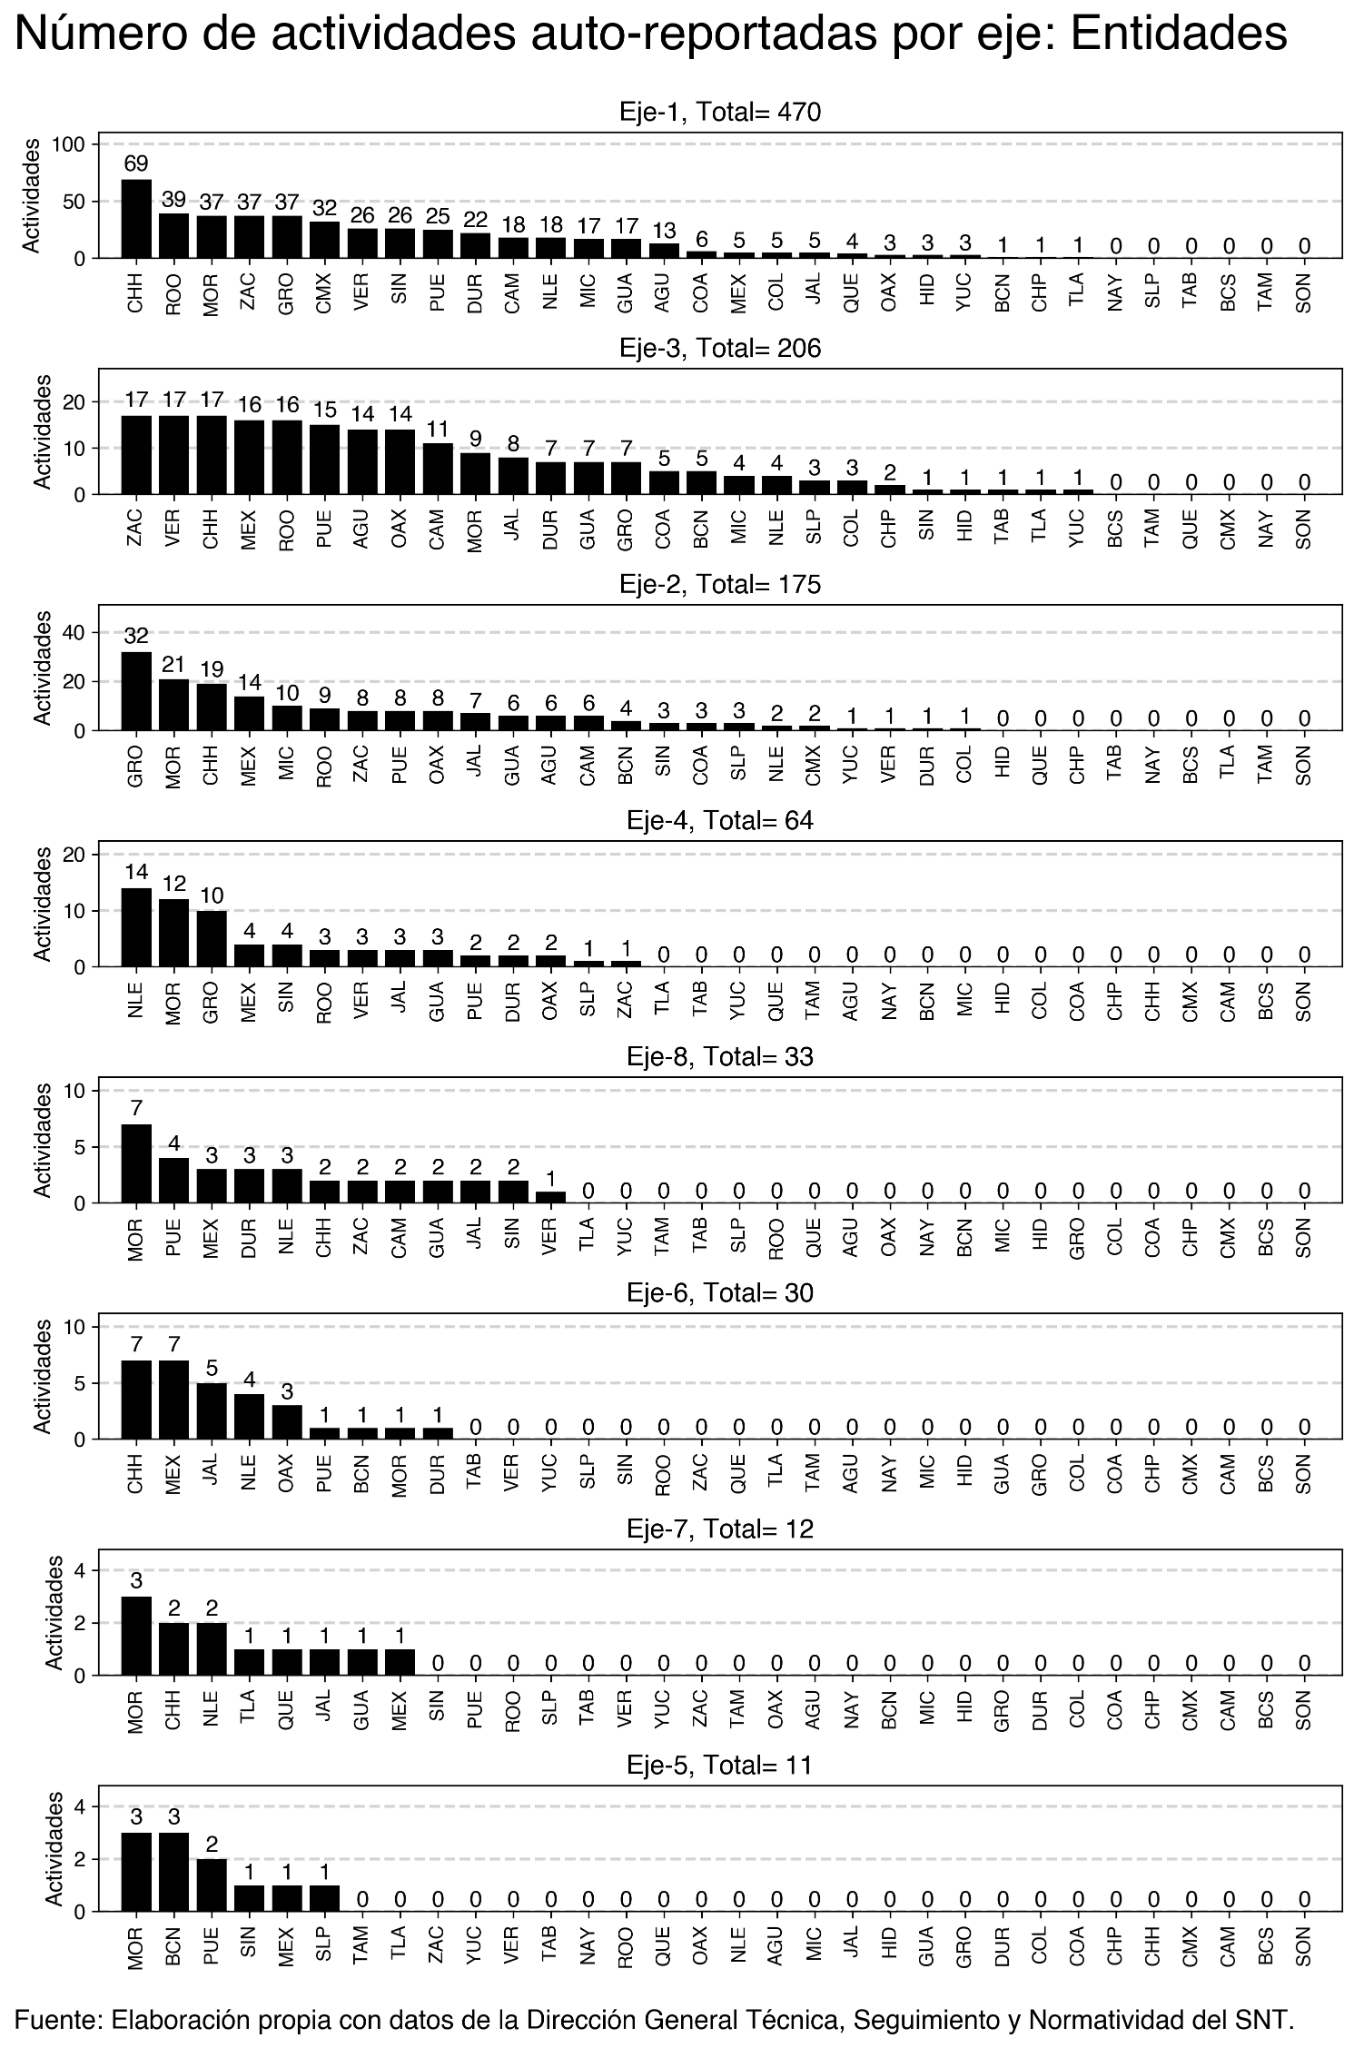 Número de actividades auto-reportadas por eje: Entidades
Eje-1, Total= 470
Actividades
100
50
0
69 39 37 37 37 32 26 26 25 22 18 18 17 17 13 6 5 5 5 4 3 3 3 1 1 1 0 0 0 0 0 0
CHH ROO MOR ZAC GRO CMX VER SIN PUE DUR CAM NLE MIC GUA AGU COA MEX COL JAL QUE OAX HID YUC BCN CHP TLA NAY SLP TAB BCS TAM SON
Eje-3, Total= 206
Actividades
20
10
0
17 17 17 16 16 15 14 14 11 9 8 7 7 7 5 5 4 4 3 3 2 1 1 1 1 1 0 0 0 0 0 0
ZAC VER CHH MEX ROO PUE AGU OAX CAM MOR JAL DUR GUA GRO COA BCN MIC NLE SLP COL CHP SIN HID TAB TLA YUC BCS TAM QUE CMX NAY SON
Eje-2, Total= 175
Actividades
40
20
0
32 21 19 14 10 9 8 8 8 7 6 6 6 4 3 3 3 2 2 1 1 1 1 0 0 0 0 0 0 0 0 0
GRO MOR CHH MEX MIC ROO ZAC PUE OAX JAL GUA AGU CAM BCN SIN COA SLP NLE CMX YUC VER DUR COL HID QUE CHP TAB NAY BCS TLA TAM SON
Eje-4, Total= 64
Actividades
20
10
0
14 12 10 4 4 3 3 3 3 2 2 2 1 1 0 0 0 0 0 0 0 0 0 0 0 0 0 0 0 0 0 0
NLE MOR GRO MEX SIN ROO VER JAL GUA PUE DUR OAX SLP ZAC TLA TAB YUC QUE TAM AGU NAY BCN MIC HID COL COA CHP CHH CMX CAM BCS SON
Eje-8, Total= 33
Actividades
10
5
0
7 4 3 3 3 2 2 2 2 2 2 1 0 0 0 0 0 0 0 0 0 0 0 0 0 0 0 0 0 0 0 0
MOR PUE MEX DUR NLE CHH ZAC CAM GUA JAL SIN VER TLA YUC TAM TAB SLP ROO QUE AGU OAX NAY BCN MIC HID GRO COL COA CHP CMX BCS SON
Eje-6, Total= 30
Actividades
10
5
0
7 7 5 4 3 1 1 1 1 0 0 0 0 0 0 0 0 0 0 0 0 0 0 0 0 0 0 0 0 0 0 0
CHH MEX JAL NLE OAX PUE BCN MOR DUR TAB VER YUC SLP SIN ROO ZAC QUE TLA TAM AGU NAY MIC HID GUA GRO COL COA CHP CMX CAM BCS SON
Eje-7, Total= 12
Actividades
4
2
0
3 2 2 1 1 1 1 1 0 0 0 0 0 0 0 0 0 0 0 0 0 0 0 0 0 0 0 0 0 0 0 0
MOR CHH NLE TLA QUE JAL GUA MEX SIN PUE ROO SLP TAB VER YUC ZAC TAM OAX AGU NAY BCN MIC HID GRO DUR COL COA CHP CMX CAM BCS SON
Eje-5, Total= 11
Actividades
4
2
0
3 3 2 1 1 1 0 0 0 0 0 0 0 0 0 0 0 0 0 0 0 0 0 0 0 0 0 0 0 0 0 0
MOR BCN PUE SIN MEX SLP TAM TLA ZAC YUC VER TAB NAY ROO QUE OAX NLE AGU MIC JAL HID GUA GRO DUR COL COA CHP CHH CMX CAM BCS SON
Fuente: Elaboración propia con datos de la Dirección General Técnica, Seguimiento y Normatividad del SNT.